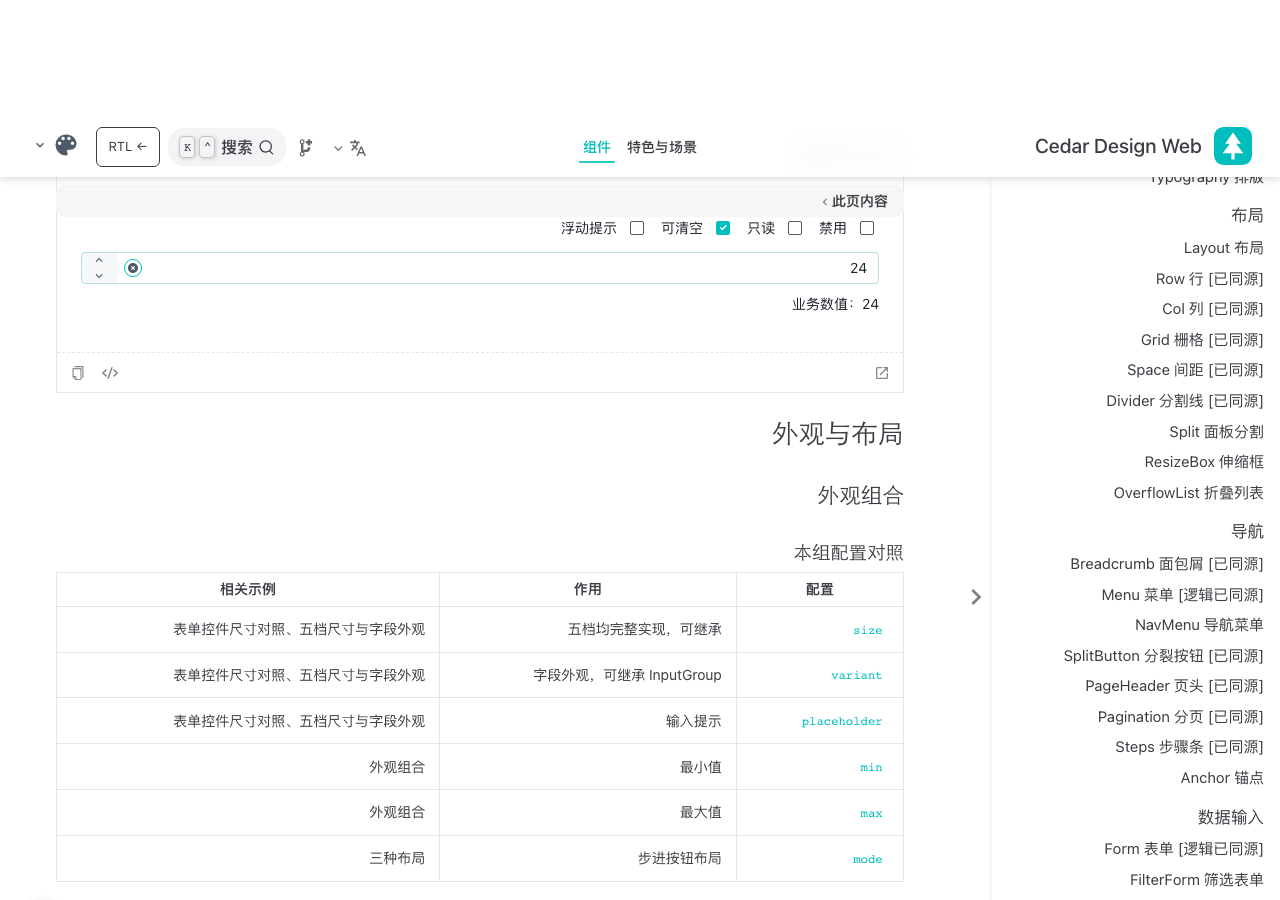 Cedar Design Web
组件 特色与场景
RTL ←
K ^ 搜索
此页内容
浮动提示 可清空 只读 禁用
24
业务数值：24
外观与布局
外观组合
本组配置对照
配置 作用 相关示例
size 五档均完整实现，可继承 表单控件尺寸对照、五档尺寸与字段外观
variant 字段外观，可继承 InputGroup 表单控件尺寸对照、五档尺寸与字段外观
placeholder 输入提示 表单控件尺寸对照、五档尺寸与字段外观
min 最小值 外观组合
max 最大值 外观组合
mode 步进按钮布局 三种布局
Typography 排版
布局
Layout 布局
Row 行 [已同源]
Col 列 [已同源]
Grid 栅格 [已同源]
Space 间距 [已同源]
Divider 分割线 [已同源]
Split 面板分割
ResizeBox 伸缩框
OverflowList 折叠列表
导航
Breadcrumb 面包屑 [已同源]
Menu 菜单 [逻辑已同源]
NavMenu 导航菜单
SplitButton 分裂按钮 [已同源]
PageHeader 页头 [已同源]
Pagination 分页 [已同源]
Steps 步骤条 [已同源]
Anchor 锚点
数据输入
Form 表单 [逻辑已同源]
FilterForm 筛选表单